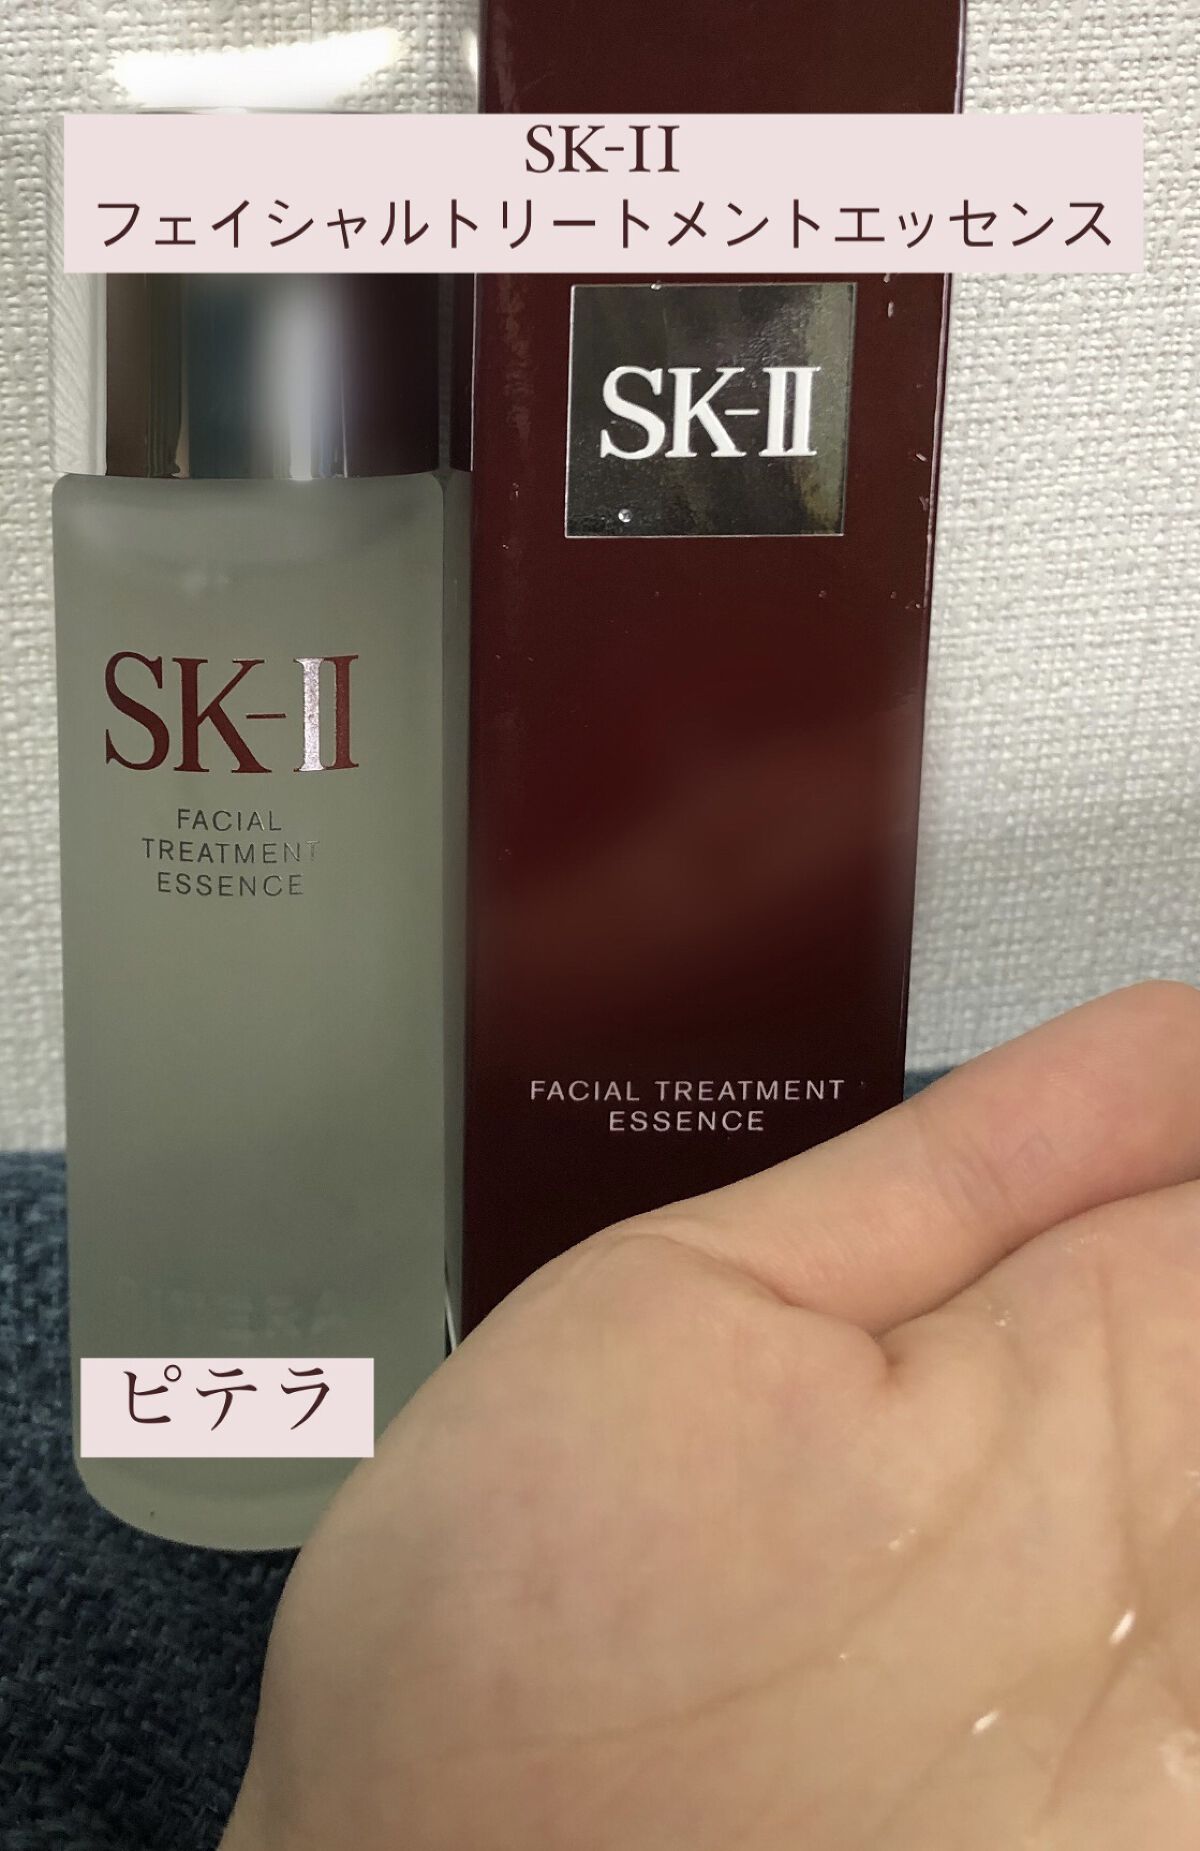 SK-II
フェイシャルトリートメントエッセンス
SK-II
SK-II
FACIAL
TREATMENT
ESSENCE
FACIAL TREATMENT
ESSENCE
ピテラ